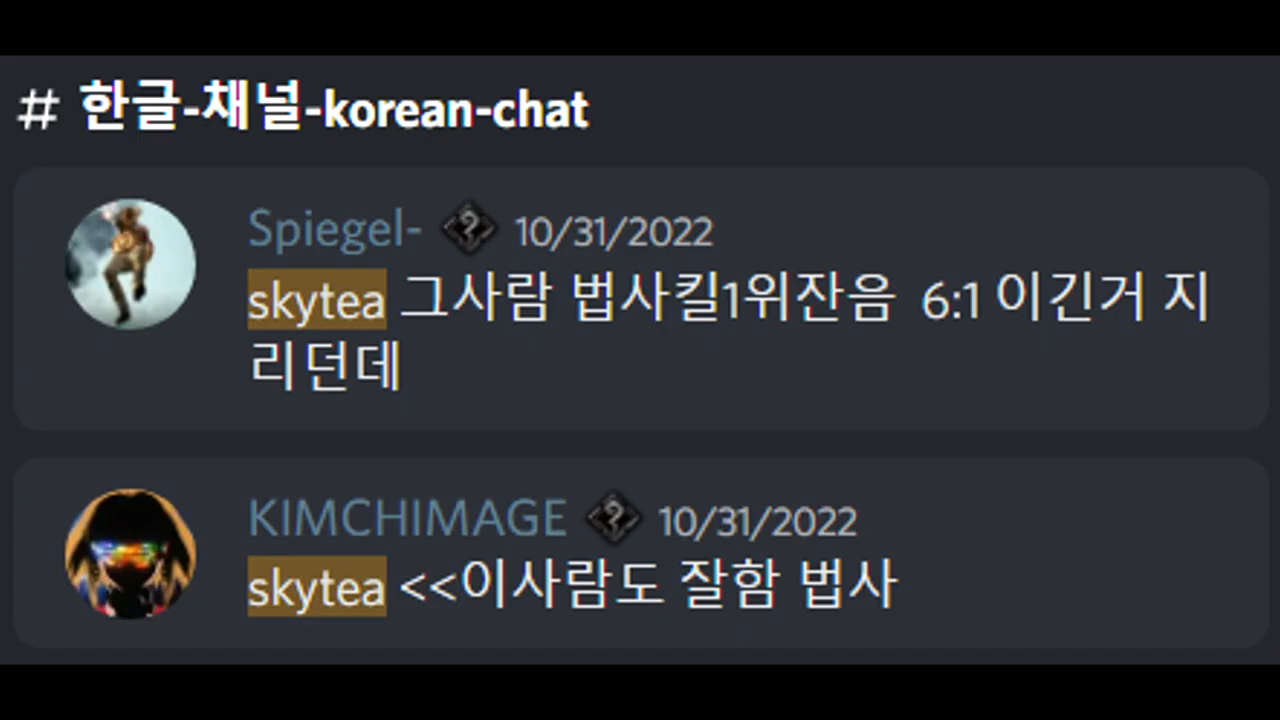 # 한글-채널-korean-chat
Spiegel- 10/31/2022
skytea 그사람 법사킬1위잔음 6:1 이긴거 지
리던데
KIMCHIMAGE 10/31/2022
skytea <<이사람도 잘함 법사